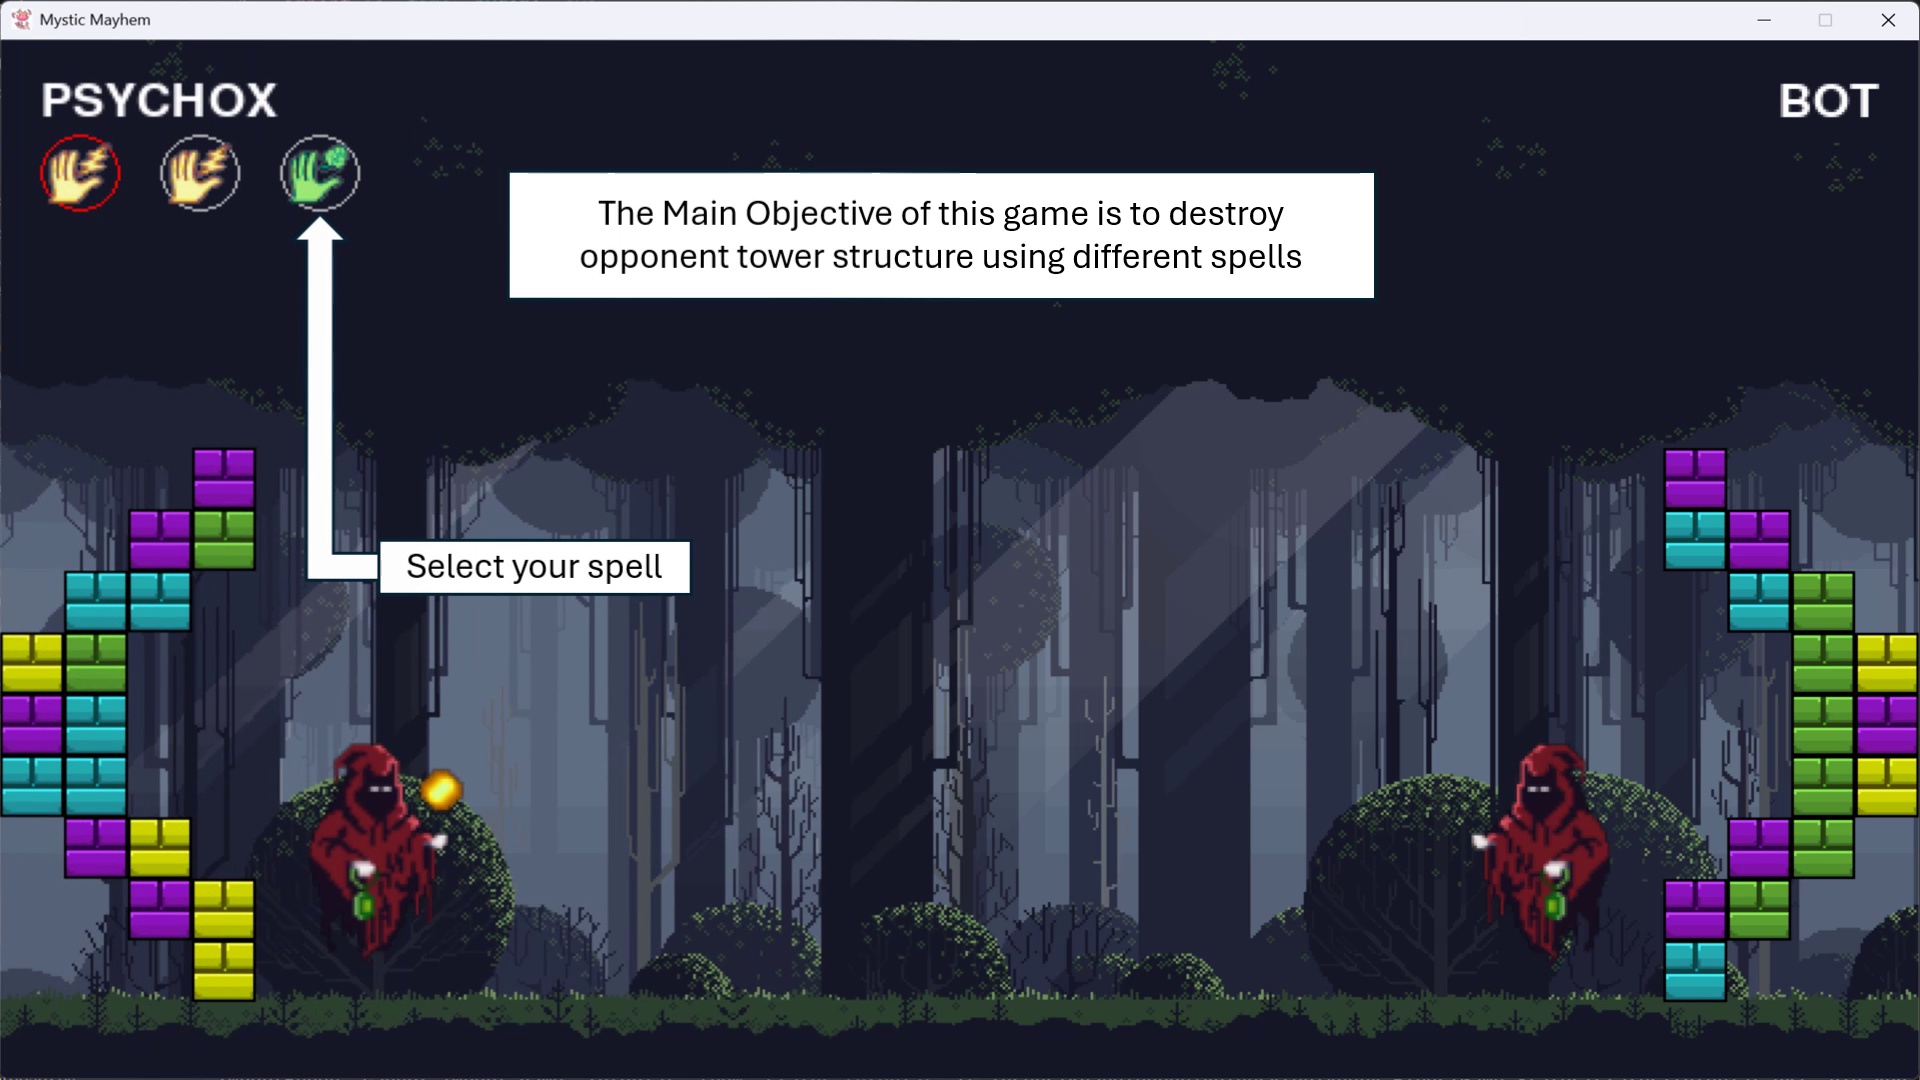 Mystic Mayhem
PSYCHOX
BOT
The Main Objective of this game is to destroy
opponent tower structure using different spells
Select your spell